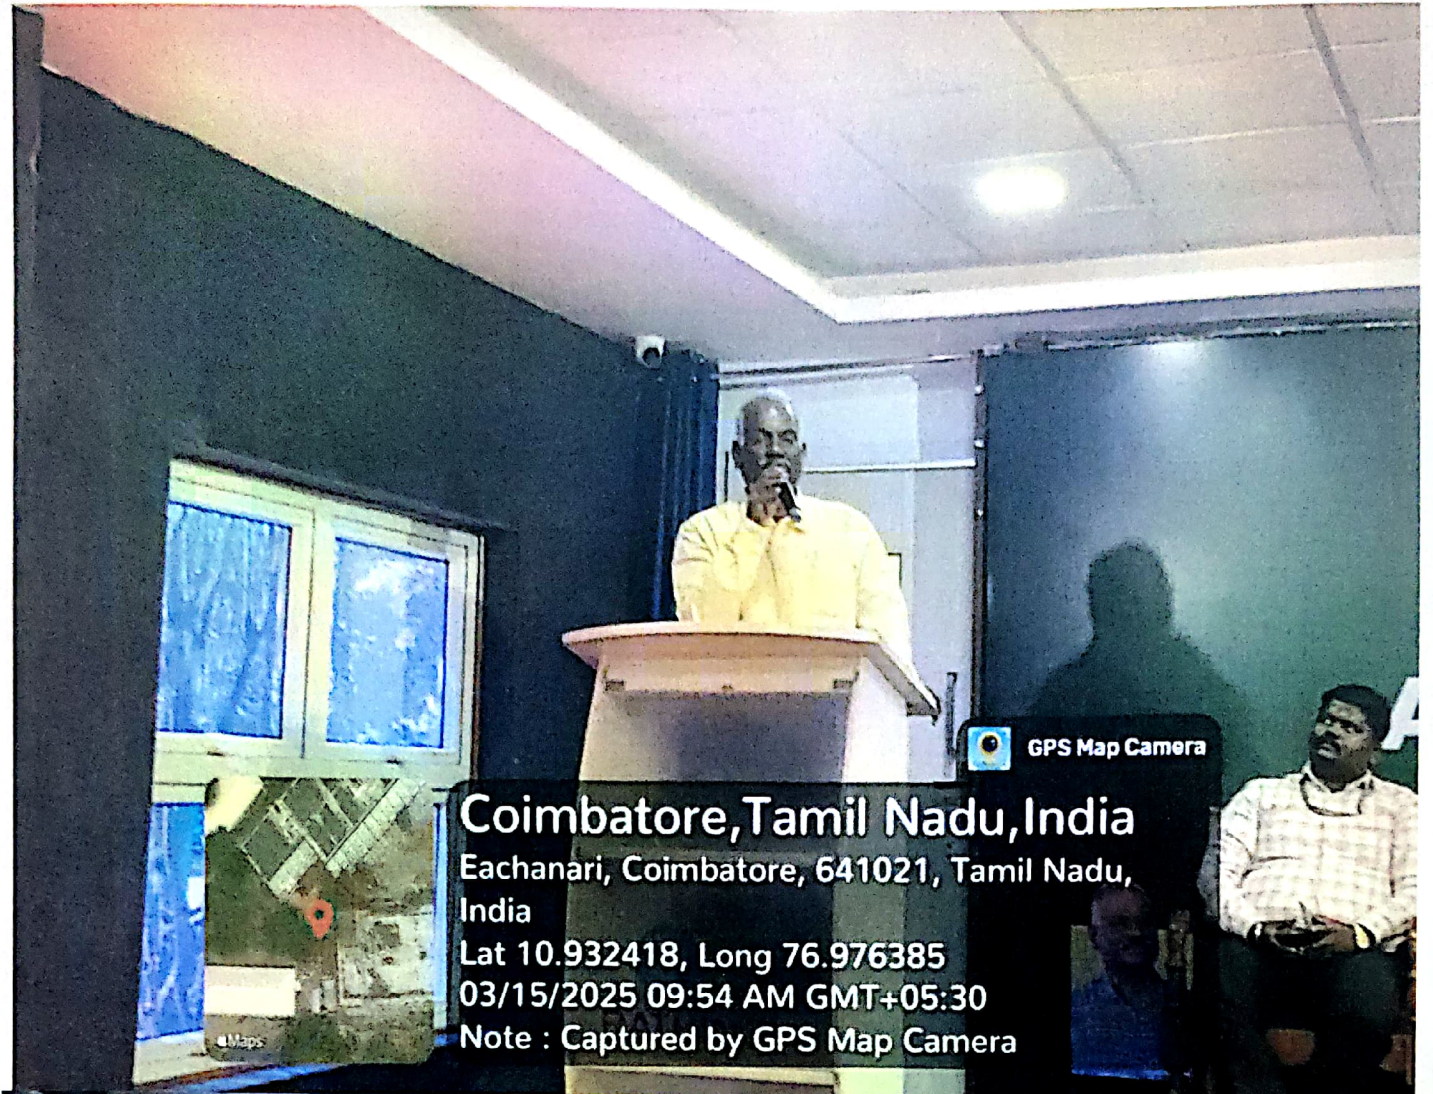 A
GPS Map Camera
Coimbatore,Tamil Nadu,India
Eachanari, Coimbatore, 641021, Tamil Nadu,
India
Lat 10.932418, Long 76.976385
03/15/2025 09:54 AM GMT+05:30
Note : Captured by GPS Map Camera
Maps